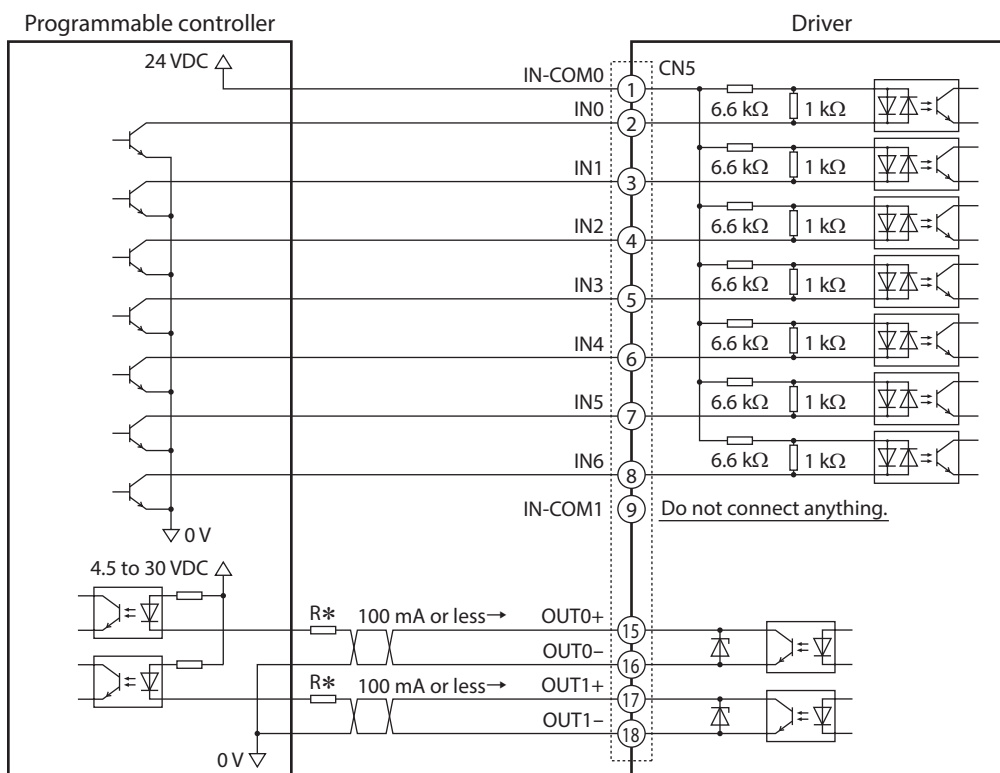 Programmable controller
Driver
24 VDC
IN-COM0
1
CN5
6.6 kΩ
1 kΩ
IN0
2
IN1
3
6.6 kΩ
1 kΩ
IN2
4
6.6 kΩ
1 kΩ
IN3
5
6.6 kΩ
1 kΩ
IN4
6
6.6 kΩ
1 kΩ
IN5
7
6.6 kΩ
1 kΩ
IN6
8
6.6 kΩ
1 kΩ
IN-COM1
9
Do not connect anything.
0 V
4.5 to 30 VDC
R*
100 mA or less→
OUT0+
15
OUT0−
16
R*
100 mA or less→
OUT1+
17
OUT1−
18
0 V